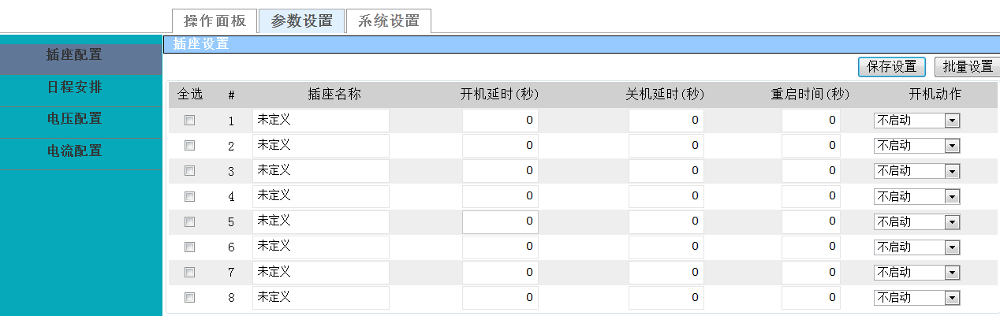 操作面板 参数设置 系统设置
插座设置
插座配置
日程安排
电压配置
电流配置
保存设置 批量设置
全选 # 插座名称 开机延时(秒) 关机延时(秒) 重启时间(秒) 开机动作
1 未定义 0 0 0 不启动
2 未定义 0 0 0 不启动
3 未定义 0 0 0 不启动
4 未定义 0 0 0 不启动
5 未定义 0 0 0 不启动
6 未定义 0 0 0 不启动
7 未定义 0 0 0 不启动
8 未定义 0 0 0 不启动